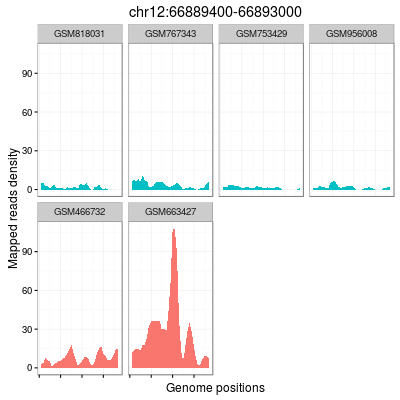 chr12:66889400-66893000
GSM818031 GSM767343 GSM753429 GSM956008
90
60
30
0
Mapped reads density
GSM466732 GSM663427
90
60
30
0
Genome positions